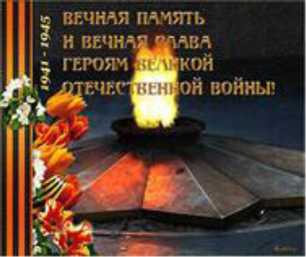 1941 - 1945
ВЕЧНАЯ ПАМЯТЬ
И ВЕЧНАЯ СЛАВА
ГЕРОЯМ ВЕЛИКОЙ
ОТЕЧЕСТВЕННОЙ ВОЙНЫ!